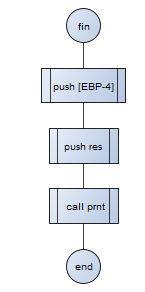 fin
push [EBP-4]
push res
call prnt
end